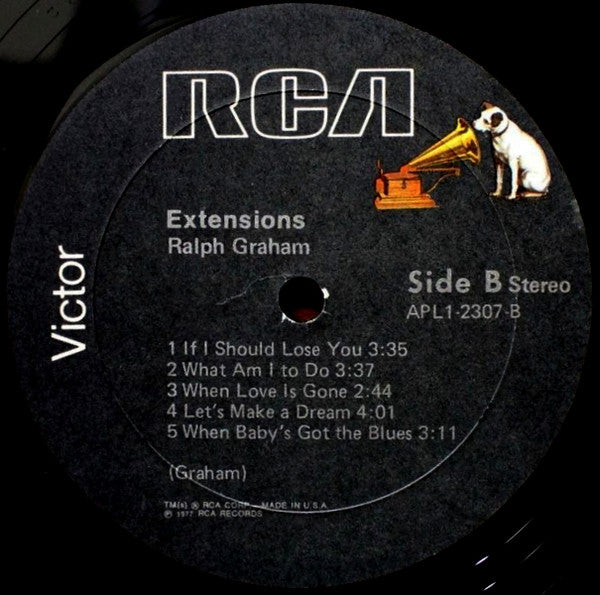 RCA
Victor
Extensions
Ralph Graham
Side B Stereo
APL1-2307-B
1 If I Should Lose You 3:35
2 What Am I to Do 3:37
3 When Love Is Gone 2:44
4 Let's Make a Dream 4:01
5 When Baby's Got the Blues 3:11
(Graham)
TM(s) ® RCA CORP.—MADE IN U.S.A.
℗ 1977 RCA RECORDS